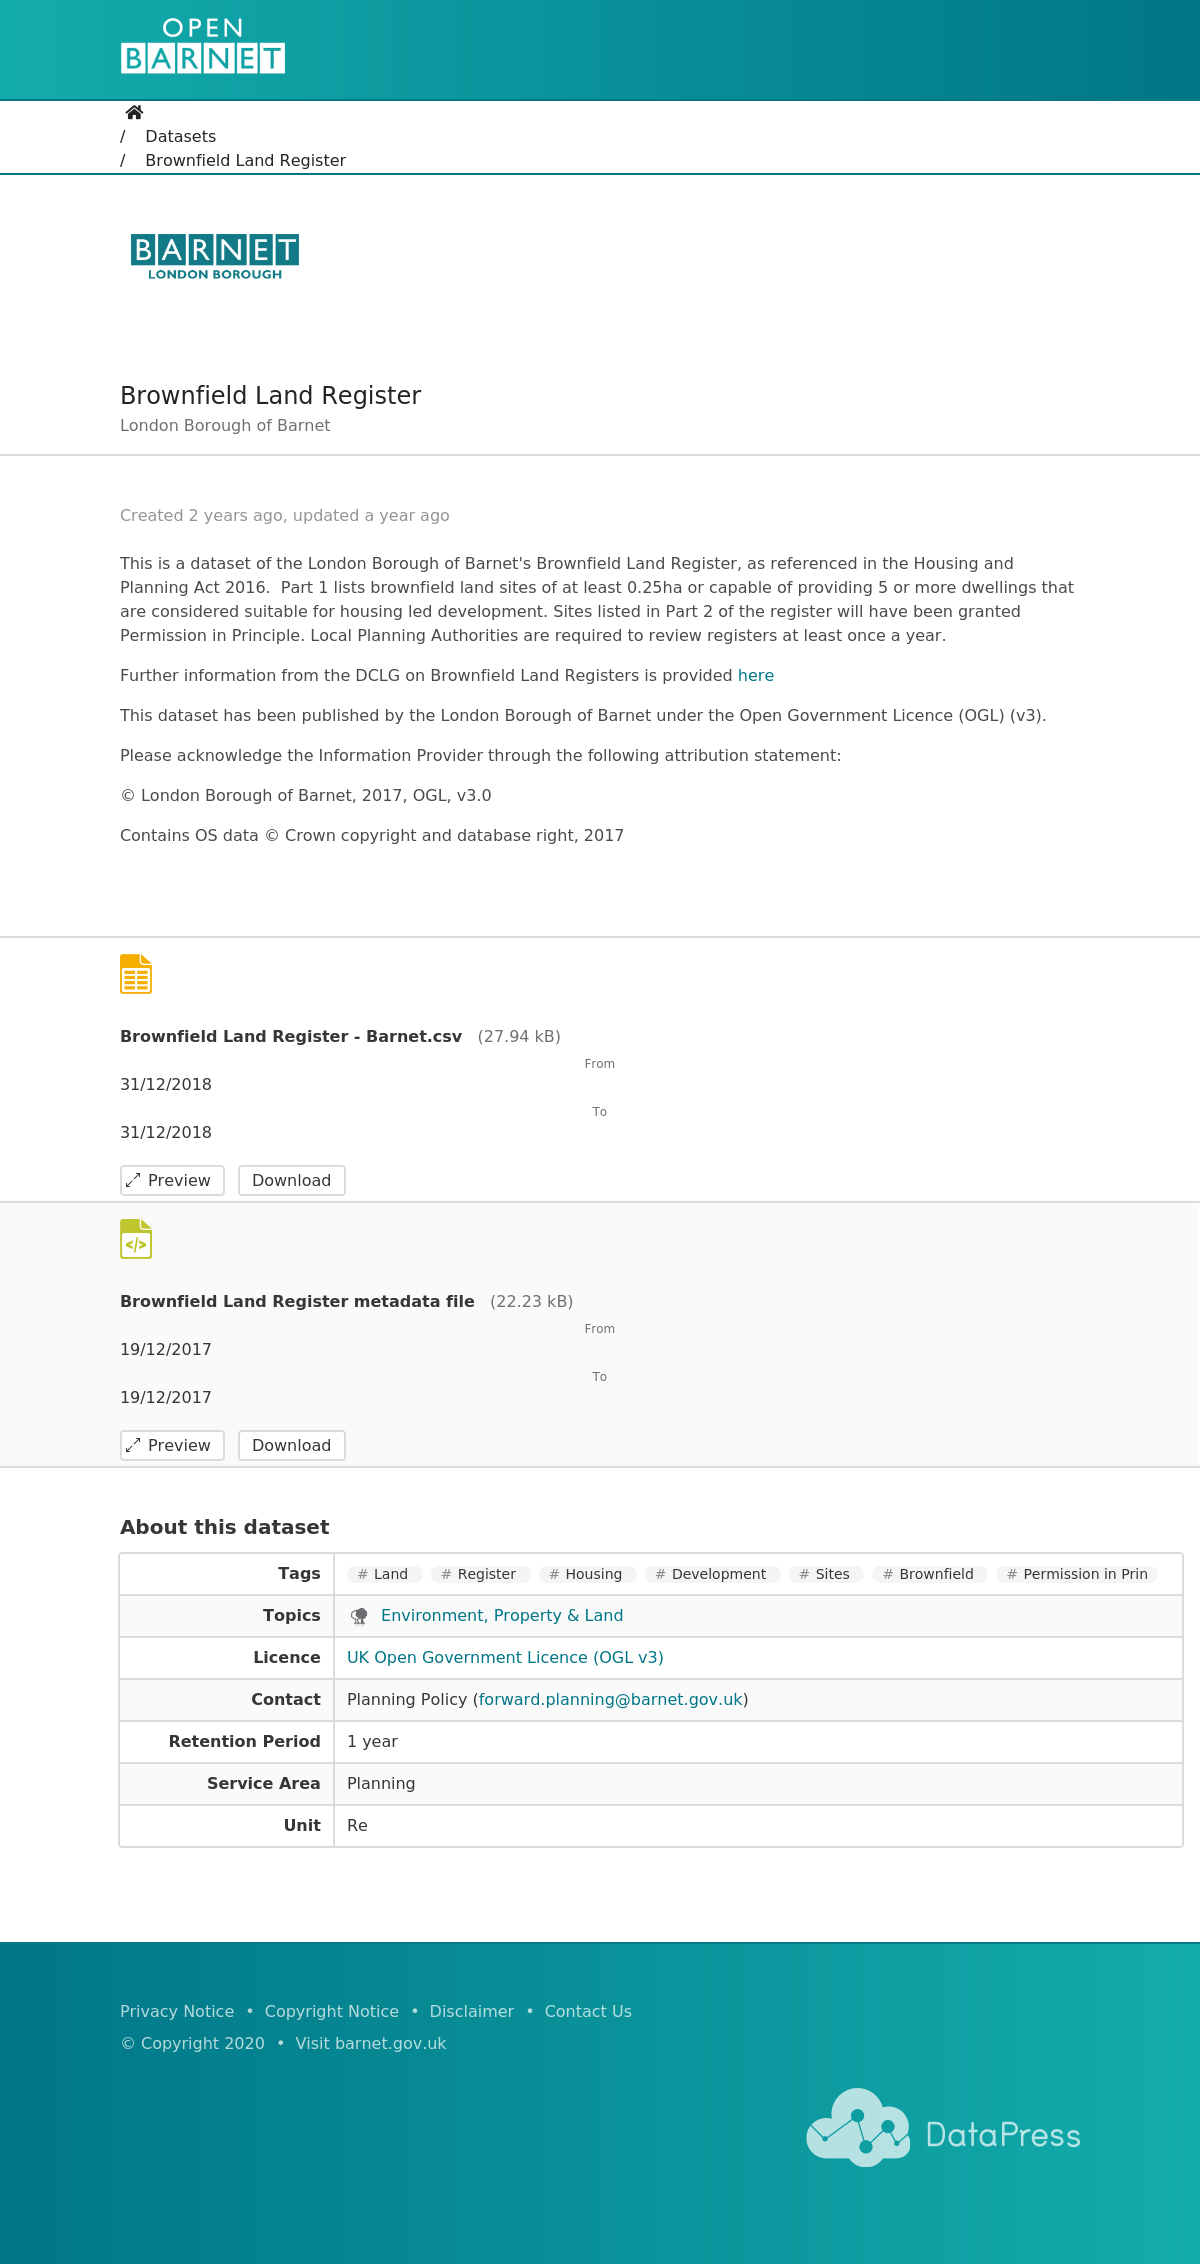 OPEN
BARNET
/ Datasets
/ Brownfield Land Register
BARNET
LONDON BOROUGH
Brownfield Land Register
London Borough of Barnet
Created 2 years ago, updated a year ago
This is a dataset of the London Borough of Barnet's Brownfield Land Register, as referenced in the Housing and
Planning Act 2016.  Part 1 lists brownfield land sites of at least 0.25ha or capable of providing 5 or more dwellings that
are considered suitable for housing led development. Sites listed in Part 2 of the register will have been granted
Permission in Principle. Local Planning Authorities are required to review registers at least once a year.
Further information from the DCLG on Brownfield Land Registers is provided here
This dataset has been published by the London Borough of Barnet under the Open Government Licence (OGL) (v3).
Please acknowledge the Information Provider through the following attribution statement:
© London Borough of Barnet, 2017, OGL, v3.0
Contains OS data © Crown copyright and database right, 2017
Brownfield Land Register - Barnet.csv (27.94 kB)
From
31/12/2018
To
31/12/2018
Preview Download
</>
Brownfield Land Register metadata file (22.23 kB)
From
19/12/2017
To
19/12/2017
Preview Download
About this dataset
Tags # Land # Register # Housing # Development # Sites # Brownfield # Permission in Prin
Topics Environment, Property & Land
Licence UK Open Government Licence (OGL v3)
Contact Planning Policy (forward.planning@barnet.gov.uk)
Retention Period 1 year
Service Area Planning
Unit Re
Privacy Notice • Copyright Notice • Disclaimer • Contact Us
© Copyright 2020 • Visit barnet.gov.uk
DataPress